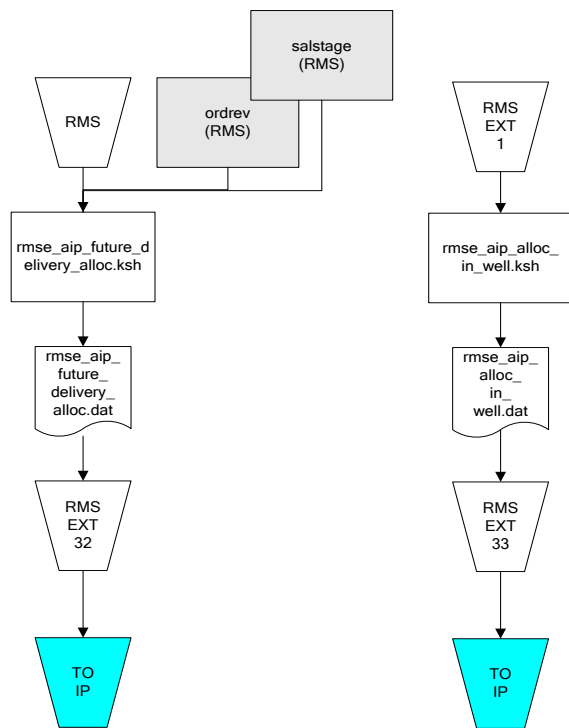 salstage
(RMS)
ordrev
(RMS)
RMS
rmse_aip_future_d
elivery_alloc.ksh
rmse_aip_
future_
delivery_
alloc.dat
RMS
EXT
32
TO
IP
RMS
EXT
1
rmse_aip_alloc_
in_well.ksh
rmse_aip_
alloc_
in_
well.dat
RMS
EXT
33
TO
IP